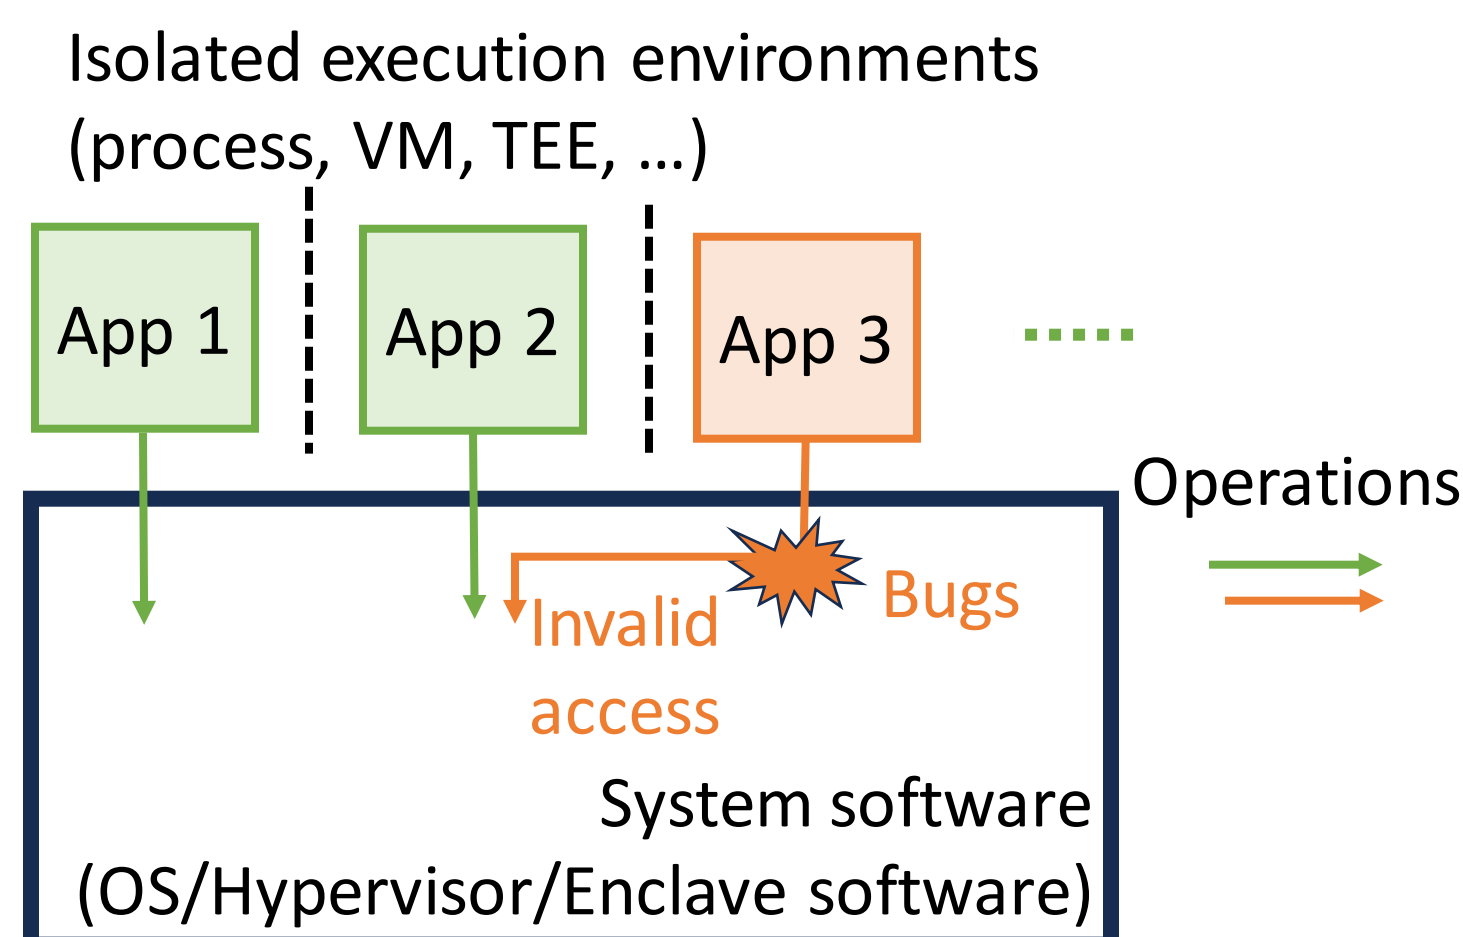 Isolated execution environments
(process, VM, TEE, ...)
App 1
App 2
App 3
Operations
Bugs
Invalid
access
System software
(OS/Hypervisor/Enclave software)